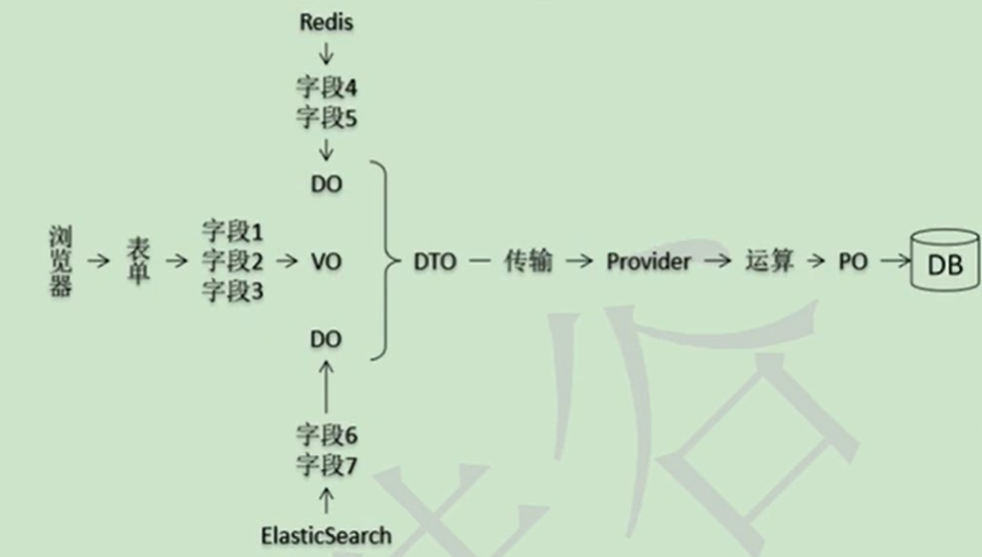 Redis
字段4
字段5
DO
浏览器
表单
字段1
字段2
字段3
VO
DTO
传输
Provider
运算
PO
DB
DO
字段6
字段7
ElasticSearch